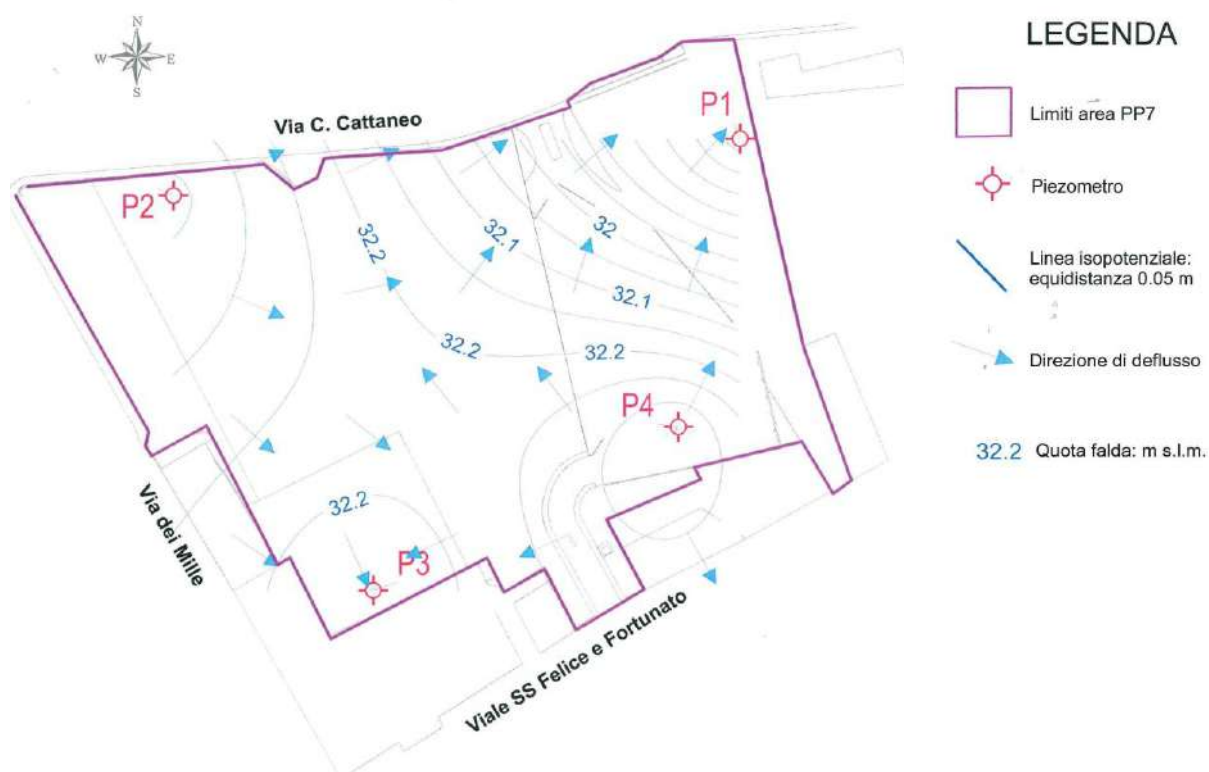 N
W E
S
LEGENDA
Via C. Cattaneo
P1
Limiti area PP7
P2
Piezometro
32.2
32.1
32
Linea isopotenziale:
equidistanza 0.05 m
32.1
32.2
32.2
Direzione di deflusso
P4
32.2 Quota falda: m s.l.m.
Via dei Mille
32.2
P3
Viale SS Felice e Fortunato